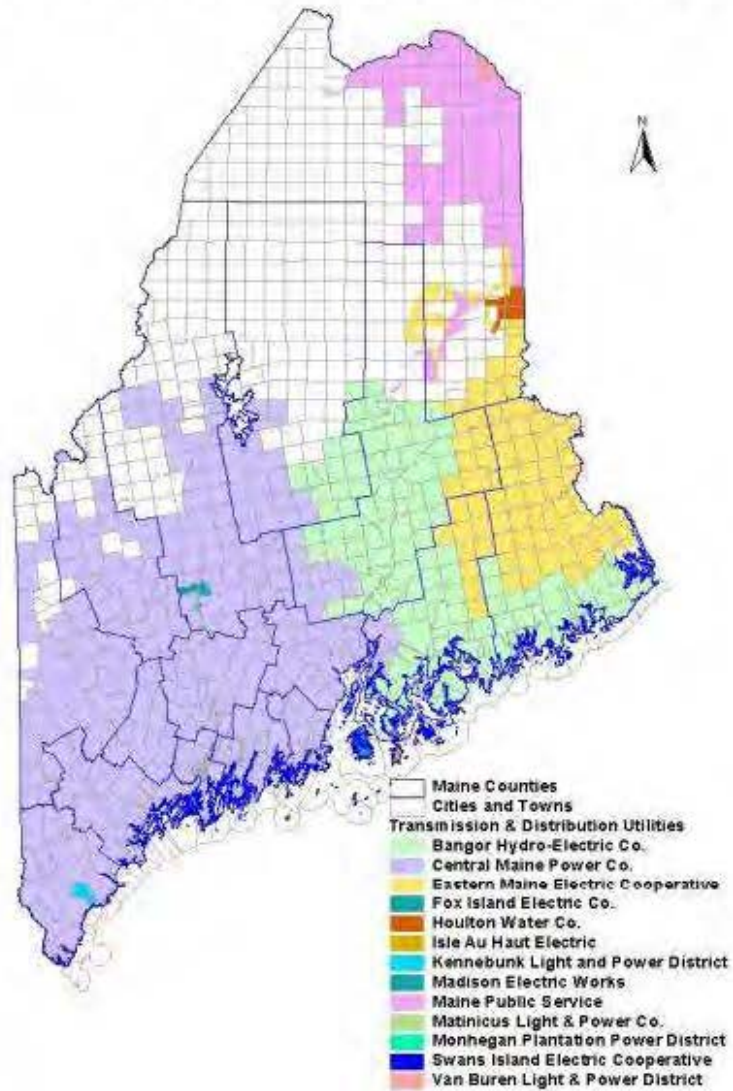 N
Maine Counties
Cities and Towns
Transmission & Distribution Utilities
Bangor Hydro-Electric Co.
Central Maine Power Co.
Eastern Maine Electric Cooperative
Fox Island Electric Co.
Houlton Water Co.
Isle Au Haut Electric
Kennebunk Light and Power District
Madison Electric Works
Maine Public Service
Matinicus Light & Power Co.
Monhegan Plantation Power District
Swans Island Electric Cooperative
Van Buren Light & Power District